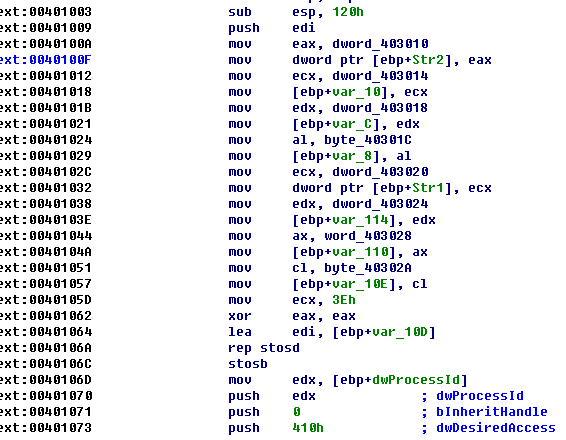 ext:00401003 sub esp, 120h
ext:00401009 push edi
ext:0040100A mov eax, dword_403010
ext:0040100F mov dword ptr [ebp+Str2], eax
ext:00401012 mov ecx, dword_403014
ext:00401018 mov [ebp+var_10], ecx
ext:0040101B mov edx, dword_403018
ext:00401021 mov [ebp+var_C], edx
ext:00401024 mov al, byte_40301C
ext:00401029 mov [ebp+var_8], al
ext:0040102C mov ecx, dword_403020
ext:00401032 mov dword ptr [ebp+Str1], ecx
ext:00401038 mov edx, dword_403024
ext:0040103E mov [ebp+var_114], edx
ext:00401044 mov ax, word_403028
ext:0040104A mov [ebp+var_110], ax
ext:00401051 mov cl, byte_40302A
ext:00401057 mov [ebp+var_10E], cl
ext:0040105D mov ecx, 3Eh
ext:00401062 xor eax, eax
ext:00401064 lea edi, [ebp+var_10D]
ext:0040106A rep stosd
ext:0040106C stosb
ext:0040106D mov edx, [ebp+dwProcessId]
ext:00401070 push edx ; dwProcessId
ext:00401071 push 0 ; bInheritHandle
ext:00401073 push 410h ; dwDesiredAccess